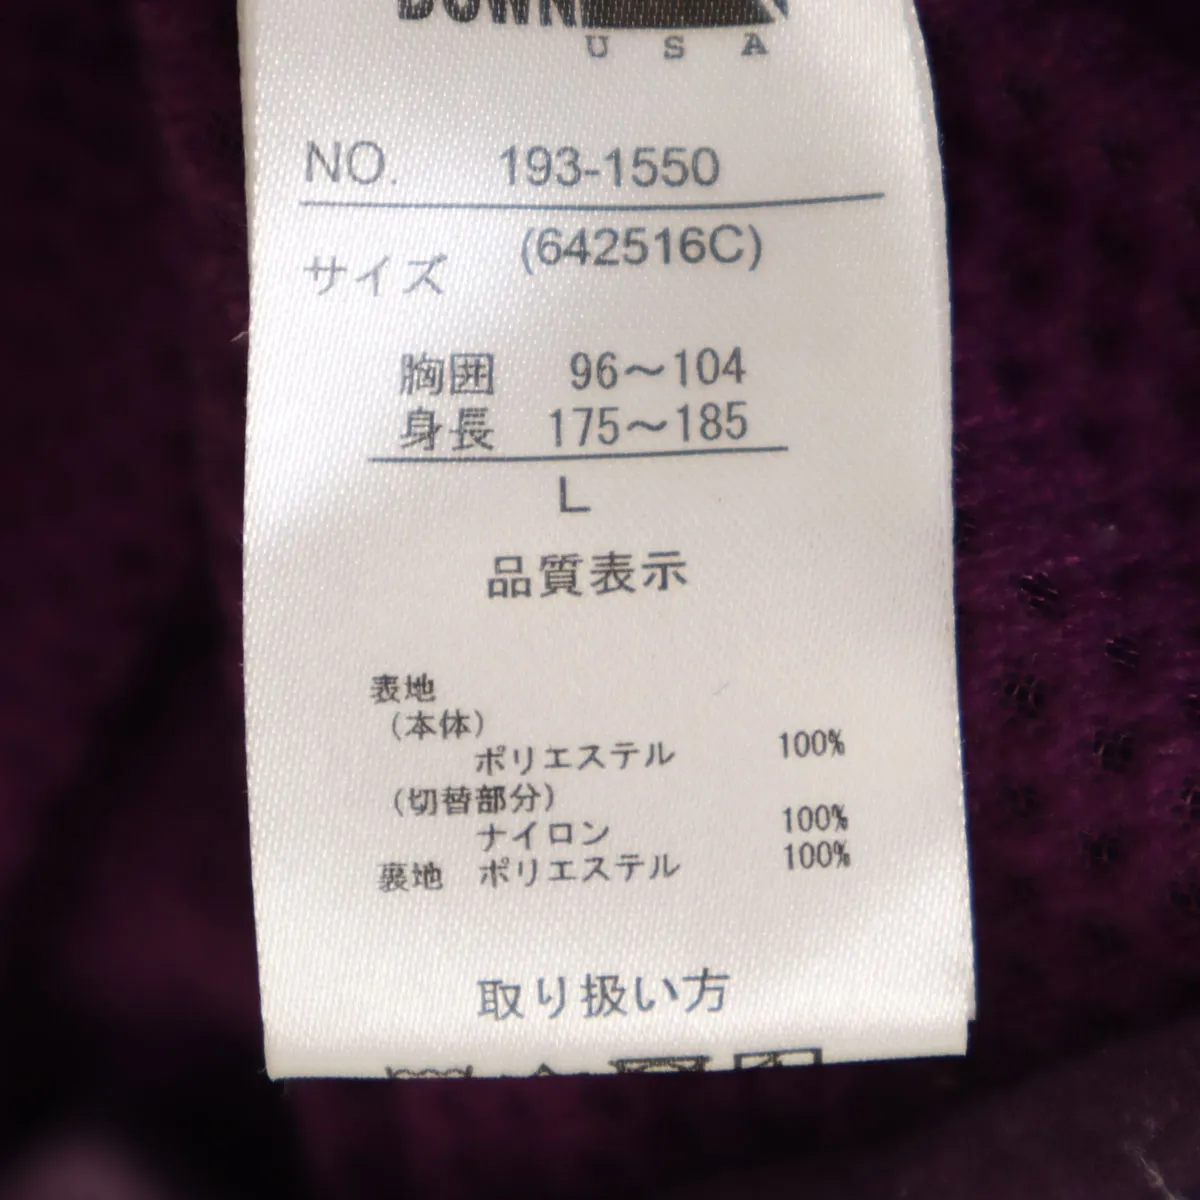 DOWN
USA
NO. 193-1550
(642516C)
サイズ
胸囲 96～104
身長 175～185
L
品質表示
表地
(本体)
ポリエステル 100%
(切替部分)
ナイロン 100%
裏地 ポリエステル 100%
取り扱い方